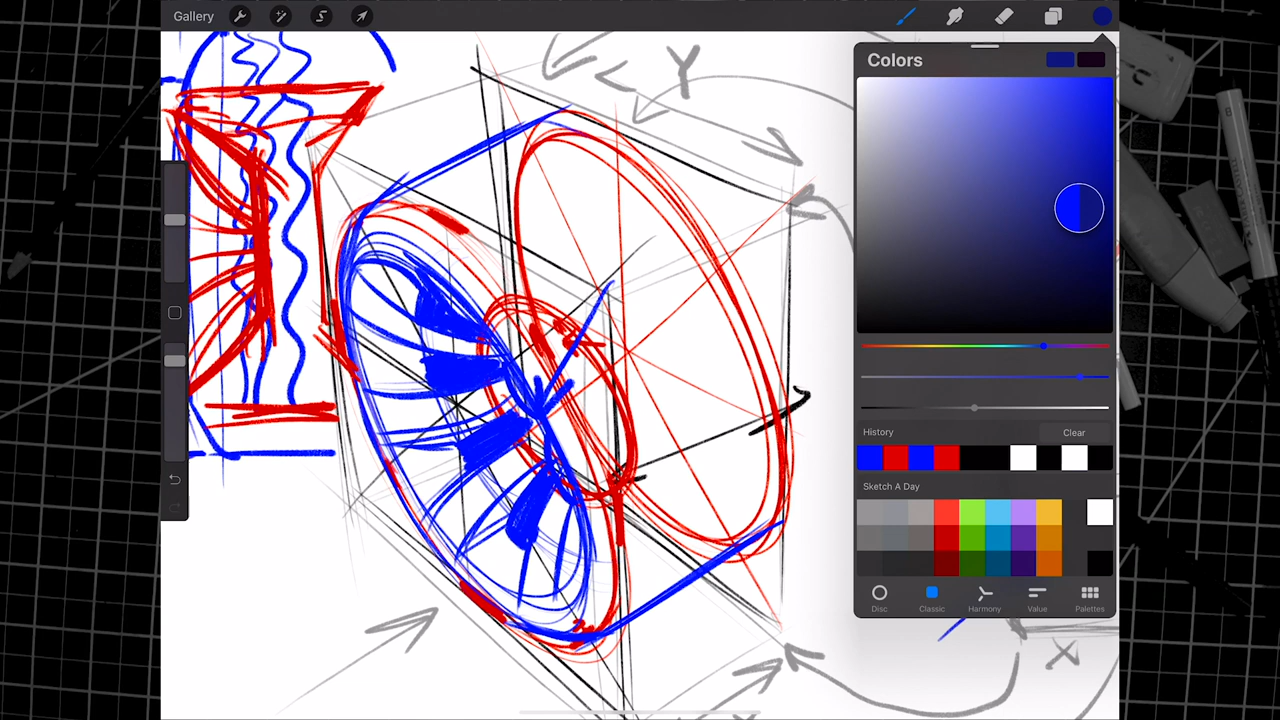 Gallery
Colors
Y
History
Clear
Sketch A Day
Disc
Classic
Harmony
Value
Palettes
X